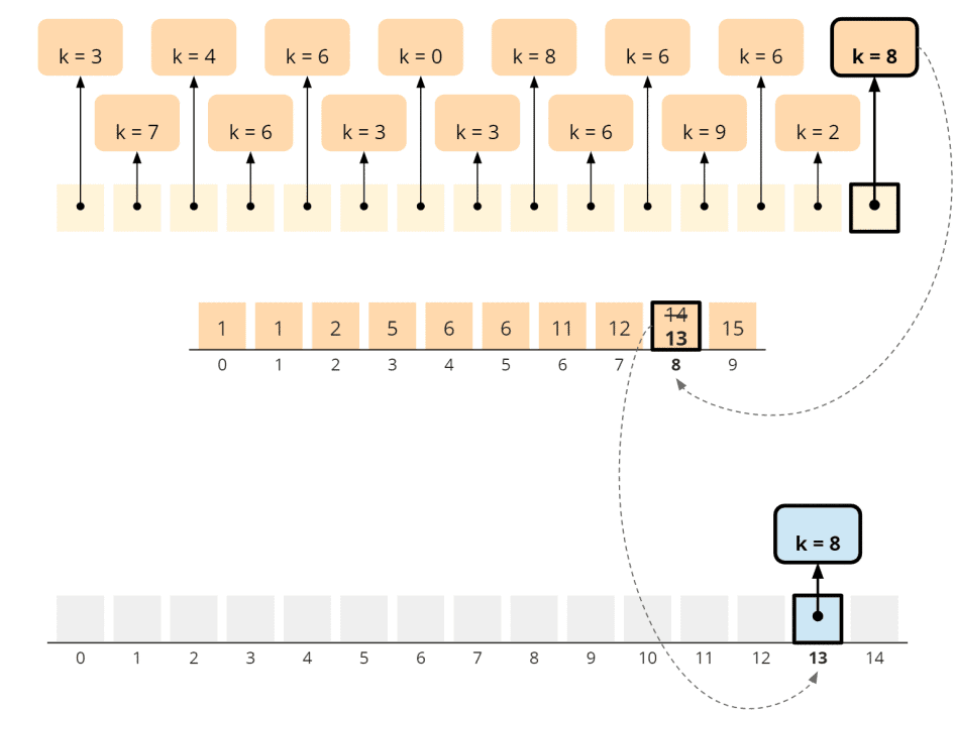 k = 3 k = 4 k = 6 k = 0 k = 8 k = 6 k = 6 k = 8
k = 7 k = 6 k = 3 k = 3 k = 6 k = 9 k = 2
14
1 1 2 5 6 6 11 12 13 15
0 1 2 3 4 5 6 7 8 9
k = 8
0 1 2 3 4 5 6 7 8 9 10 11 12 13 14